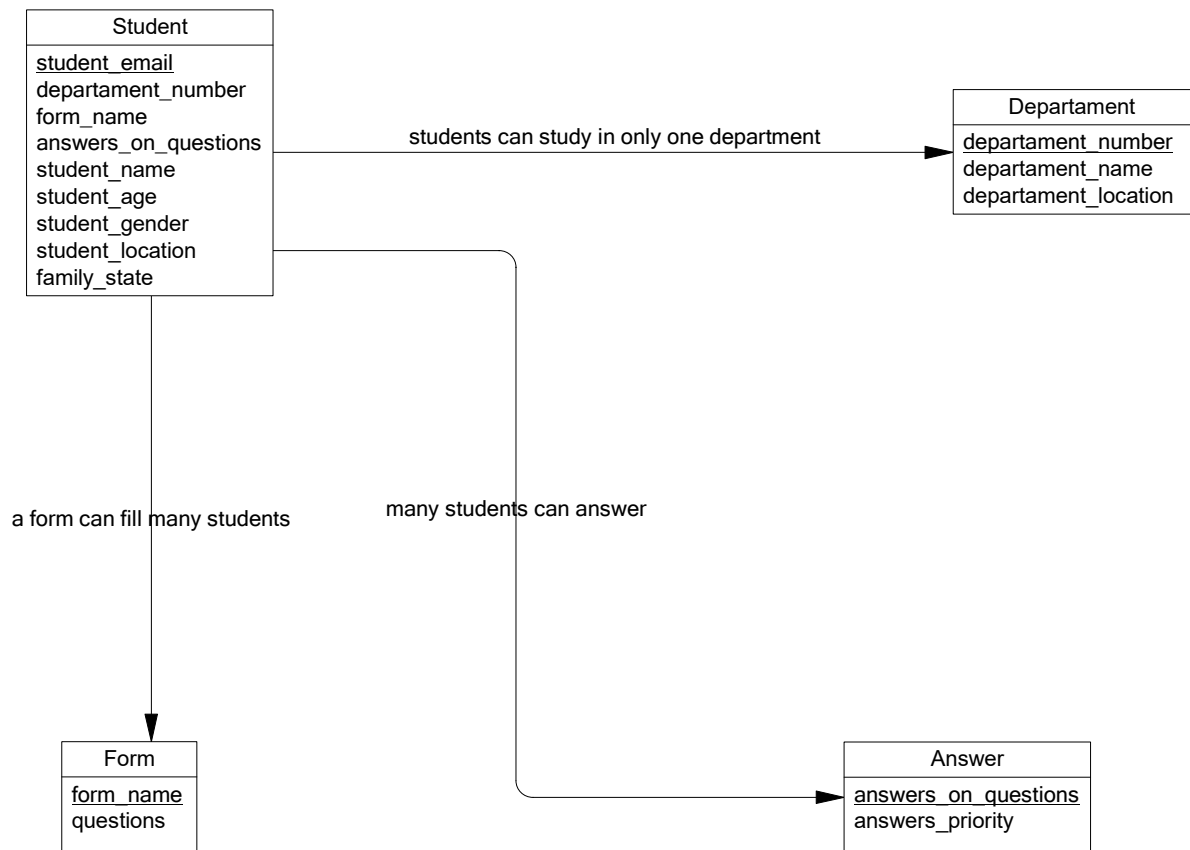 Student
student_email
departament_number
form_name
answers_on_questions
student_name
student_age
student_gender
student_location
family_state
students can study in only one department
Departament
departament_number
departament_name
departament_location
a form can fill many students
many students can answer
Form
form_name
questions
Answer
answers_on_questions
answers_priority